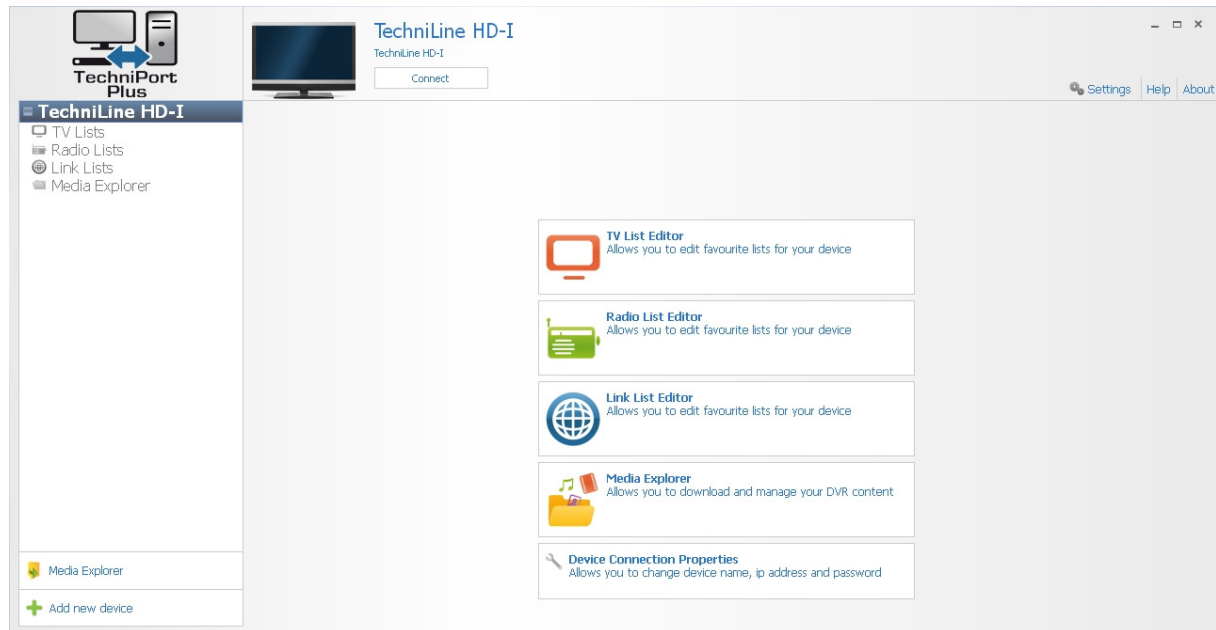 TechniPort
Plus
TechniLine HD-I
TechniLine HD-I
Connect
Settings
Help
About
TechniLine HD-I
TV Lists
Radio Lists
Link Lists
Media Explorer
TV List Editor
Allows you to edit favourite lists for your device
Radio List Editor
Allows you to edit favourite lists for your device
Link List Editor
Allows you to edit favourite lists for your device
Media Explorer
Allows you to download and manage your DVR content
Device Connection Properties
Allows you to change device name, ip address and password
Media Explorer
Add new device